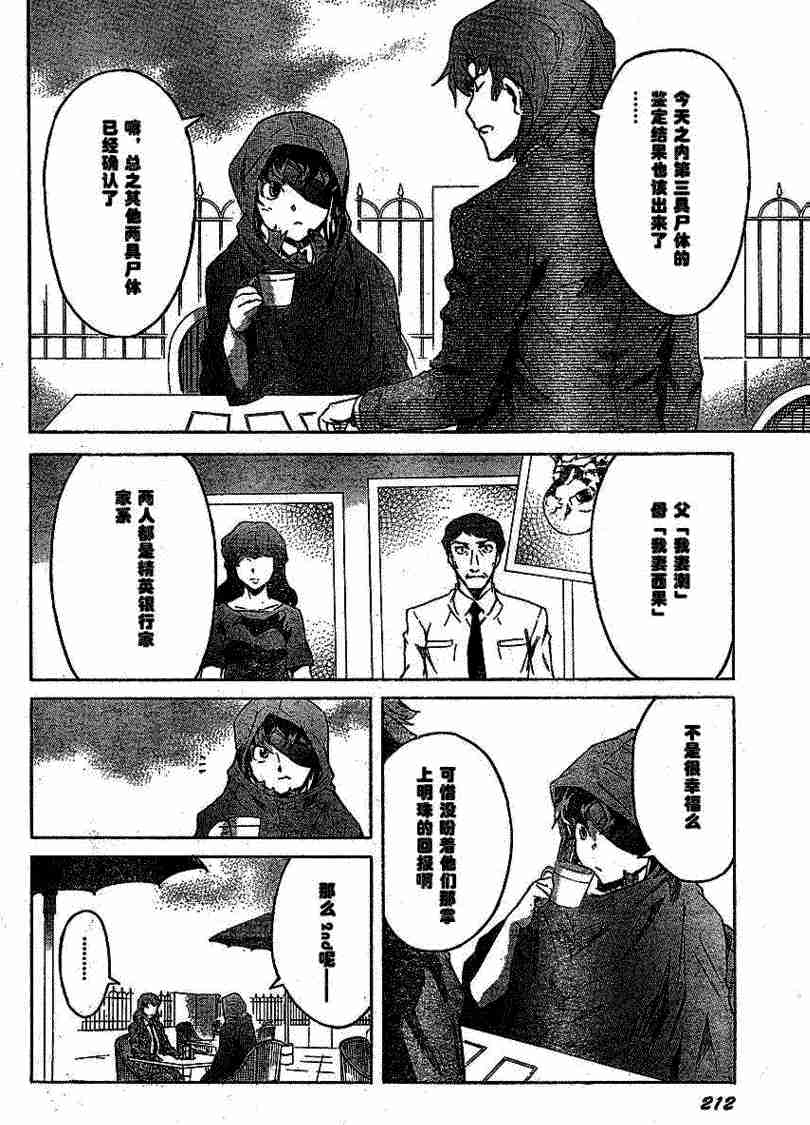 今天之内第三具尸体的
鉴定结果也该出来了
……
嘛，总之其他两具尸体
已经确认了
父「我妻潮」
母「我妻西果」
两人都是精英银行家
家系
不是很幸福么
可惜没盼着他们那掌
上明珠的回报啊
那么 2nd呢——
……
212